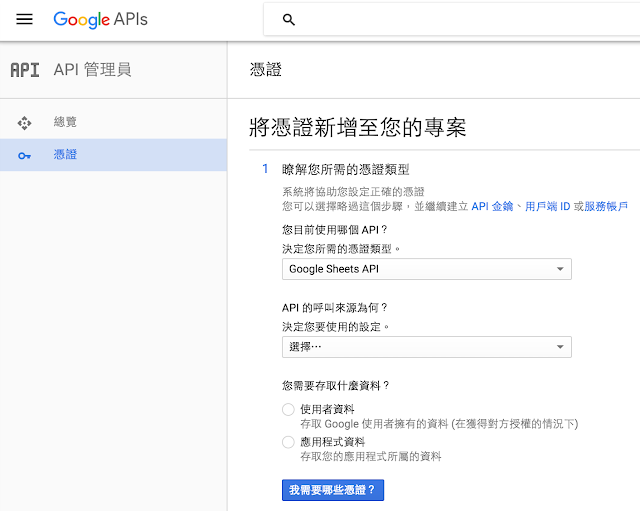 Google APIs
API API 管理員
憑證
總覽
憑證
將憑證新增至您的專案
1 瞭解您所需的憑證類型
系統將協助您設定正確的憑證
您可以選擇略過這個步驟，並繼續建立 API 金鑰、用戶端 ID 或服務帳戶
您目前使用哪個 API？
決定您所需的憑證類型。
Google Sheets API
API 的呼叫來源為何？
決定您要使用的設定。
選擇⋯
您需要存取什麼資料？
使用者資料
存取 Google 使用者擁有的資料 (在獲得對方授權的情況下)
應用程式資料
存取您的應用程式所屬的資料
我需要哪些憑證？